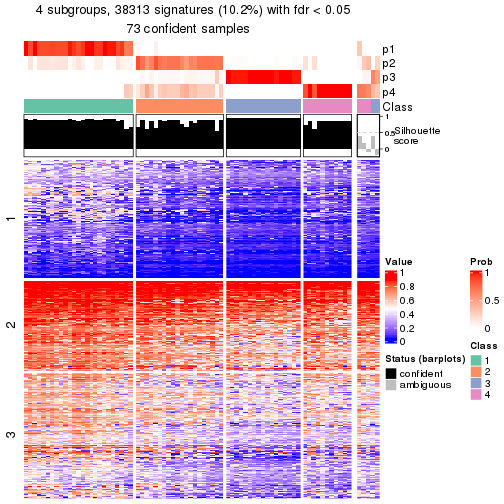 4 subgroups, 38313 signatures (10.2%) with fdr < 0.05
73 confident samples
p1
p2
p3
p4
Class
1
0.5
0
Silhouette
score
1
2
3
Value
1
0.8
0.6
0.4
0.2
0
Status (barplots)
confident
ambiguous
Prob
1
0.5
0
Class
1
2
3
4